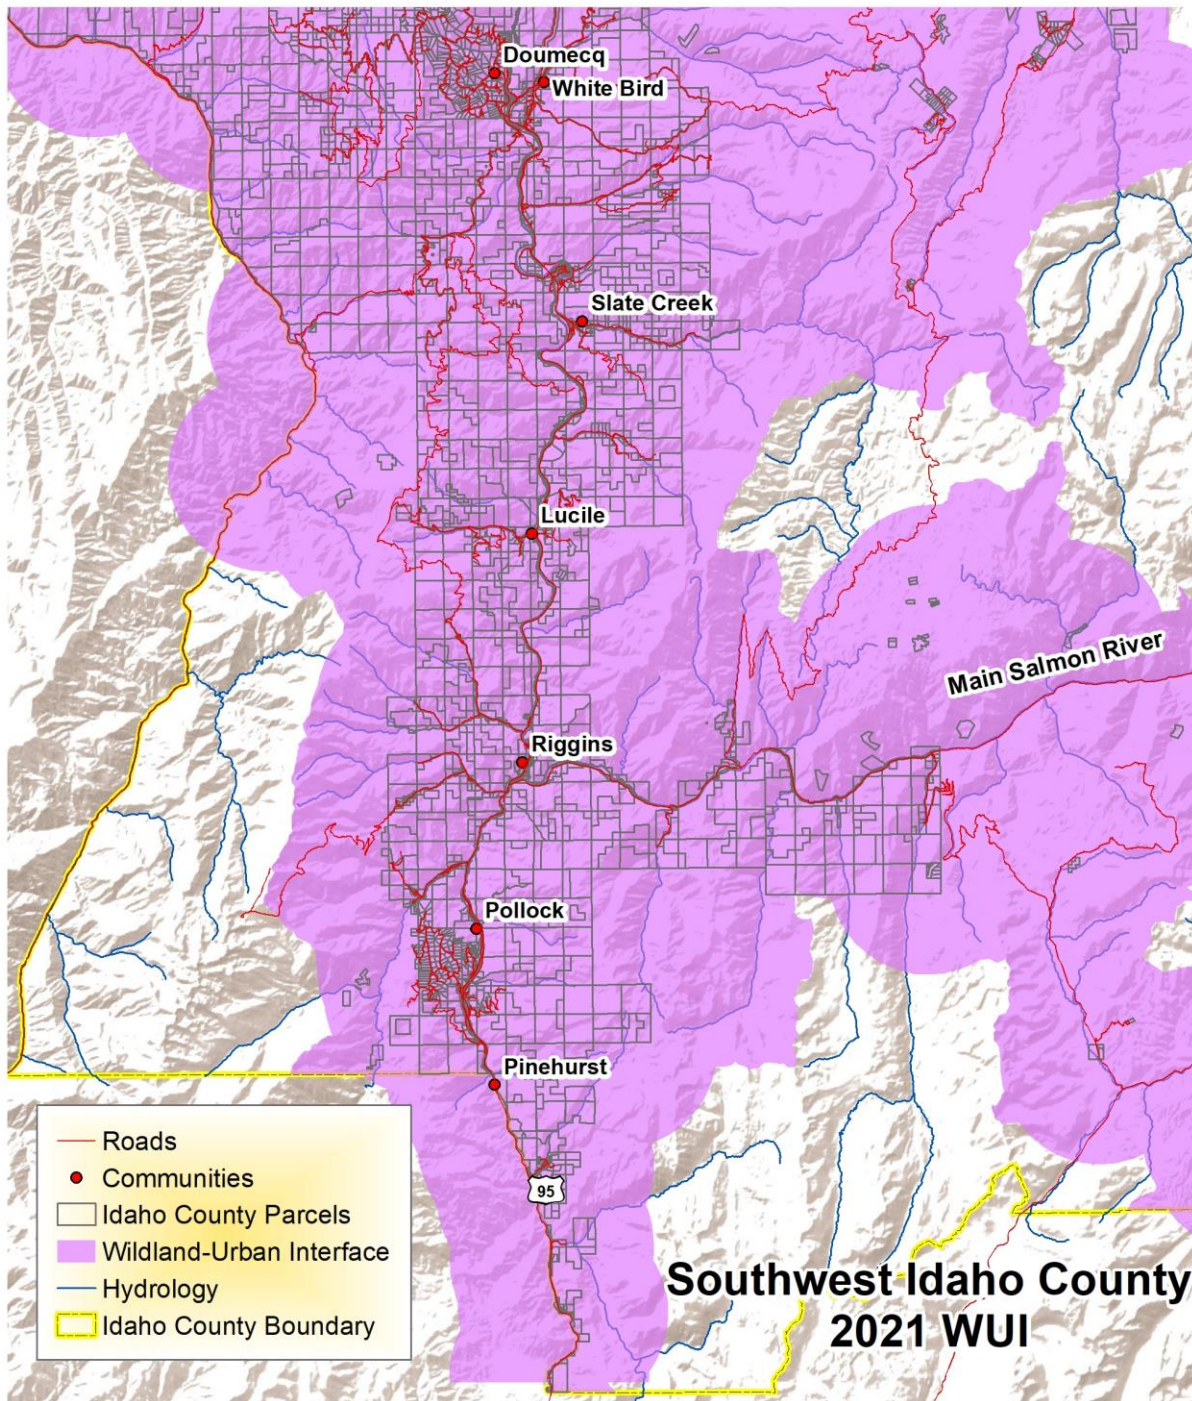 Doumecq
White Bird
Slate Creek
Lucile
Main Salmon River
Riggins
Pollock
Pinehurst
95
Roads
Communities
Idaho County Parcels
Wildland-Urban Interface
Hydrology
Idaho County Boundary
Southwest Idaho County
2021 WUI